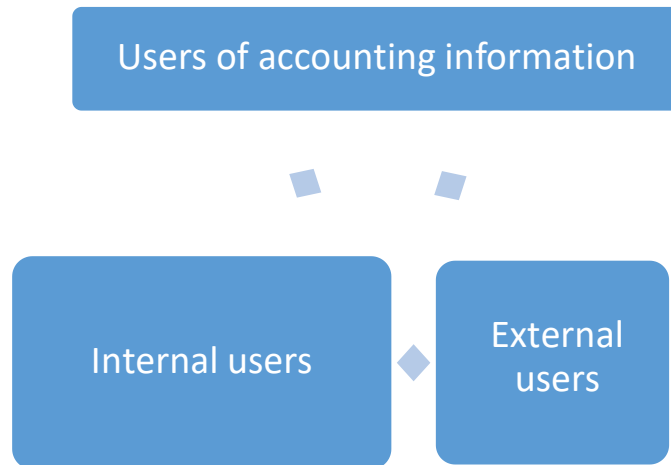 Users of accounting information
Internal users
External
users